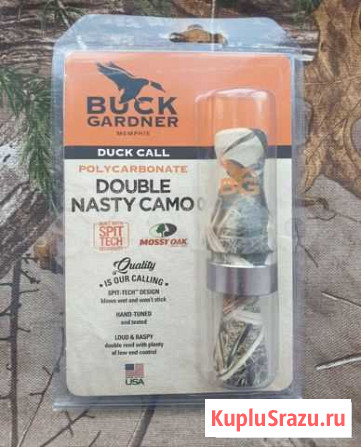 BUCK
GARDNER
MEMPHIS
DUCK CALL
POLYCARBONATE
DOUBLE
NASTY CAMO
SPIT
TECH
MOSSY OAK
Quality
IS OUR CALLING
SPIT-TECH™ DESIGN
blows wet and won't stick
HAND-TUNED
and tested
LOUD & RASPY
double reed with plenty
of low end control
USA
KupluSrazu.ru